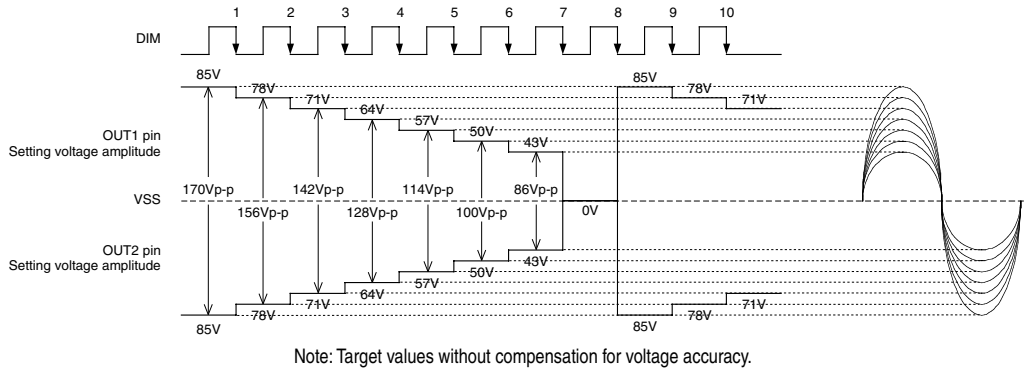 1 2 3 4 5 6 7 8 9 10
DIM
85V 78V 71V 64V 57V 50V 43V 85V 78V 71V
OUT1 pin
Setting voltage amplitude
170Vp-p 142Vp-p 114Vp-p 86Vp-p
VSS
156Vp-p 128Vp-p 100Vp-p 0V
OUT2 pin
Setting voltage amplitude
85V 78V 71V 64V 57V 50V 43V 85V 78V 71V
Note: Target values without compensation for voltage accuracy.